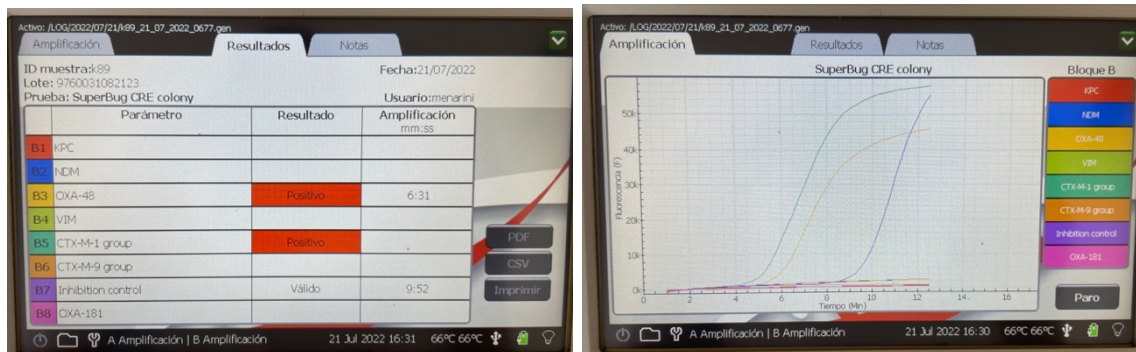 Activo: /LOG/2022/07/21/k89_21_07_2022_0677.gen
Amplificación
Resultados
Notas
ID muestra:k89
Fecha:21/07/2022
Lote: 9760031082123
Prueba: SuperBug CRE colony
Usuario:menarini
Parámetro
Resultado
Amplificación
mm:ss
B1 KPC
B2 NDM
B3 OXA-48 Positivo 6:31
B4 VIM
B5 CTX-M-1 group Positivo
B6 CTX-M-9 group
B7 Inhibition control Válido 9:52
B8 OXA-181
PDF
CSV
Imprimir
A Amplificación | B Amplificación 21 Jul 2022 16:31 66ºC 66ºC
Activo: /LOG/2022/07/21/k89_21_07_2022_0677.gen
Amplificación
Resultados
Notas
SuperBug CRE colony
Bloque B
KPC
NDM
OXA-48
VIM
CTX-M-1 group
CTX-M-9 group
Inhibition control
OXA-181
Paro
Fluorescencia (F)
50k
40k
30k
20k
10k
0k
0 2 4 6 8 10 12 14 16
Tiempo (Min)
A Amplificación | B Amplificación 21 Jul 2022 16:30 66ºC 66ºC